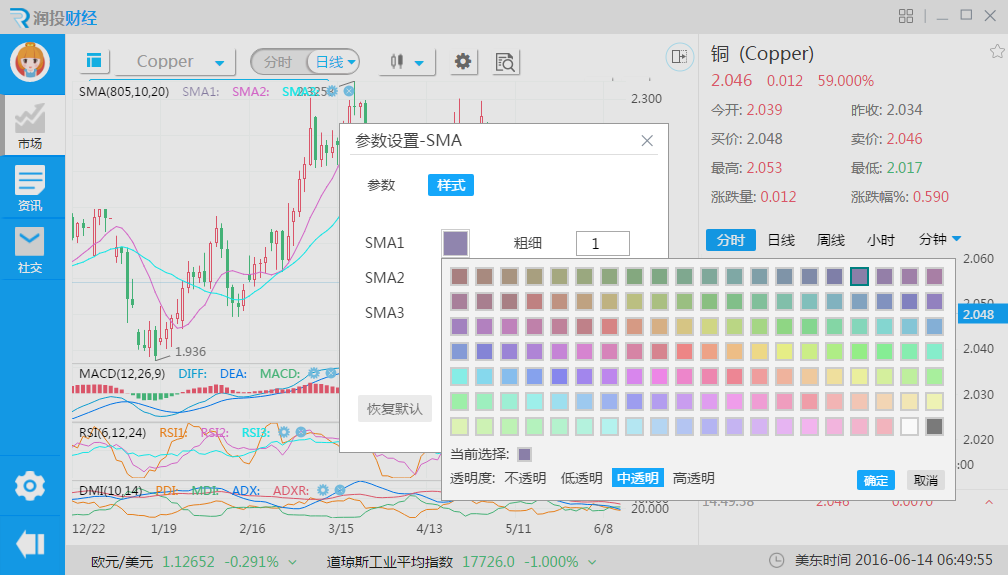 润投财经
Copper 分时 日线
SMA(805,10,20) SMA1: SMA2: SMA3:
2.3258
2.300
市场
资讯
社交
1.936
MACD(12,26,9) DIFF: DEA: MACD:
RSI(6,12,24) RSI1: RSI2: RSI3:
DMI(10,14) PDI: MDI: ADX: ADXR:
20.000
12/22 1/19 2/16 3/15 4/13 5/11 6/8
参数设置-SMA
参数 样式
SMA1 粗细 1
SMA2
SMA3
恢复默认
当前选择:
透明度: 不透明 低透明 中透明 高透明
确定 取消
铜 (Copper)
2.046 0.012 59.000%
今开: 2.039 昨收: 2.034
买价: 2.048 卖价: 2.046
最高: 2.053 最低: 2.017
涨跌量: 0.012 涨跌幅%: 0.590
分时 日线 周线 小时 分钟
2.060
2.050
2.048
2.040
2.030
2.020
:00
14:49:58 2.046 0.0070
欧元/美元 1.12652 -0.291% 道琼斯工业平均指数 17726.0 -1.000% 美东时间 2016-06-14 06:49:55